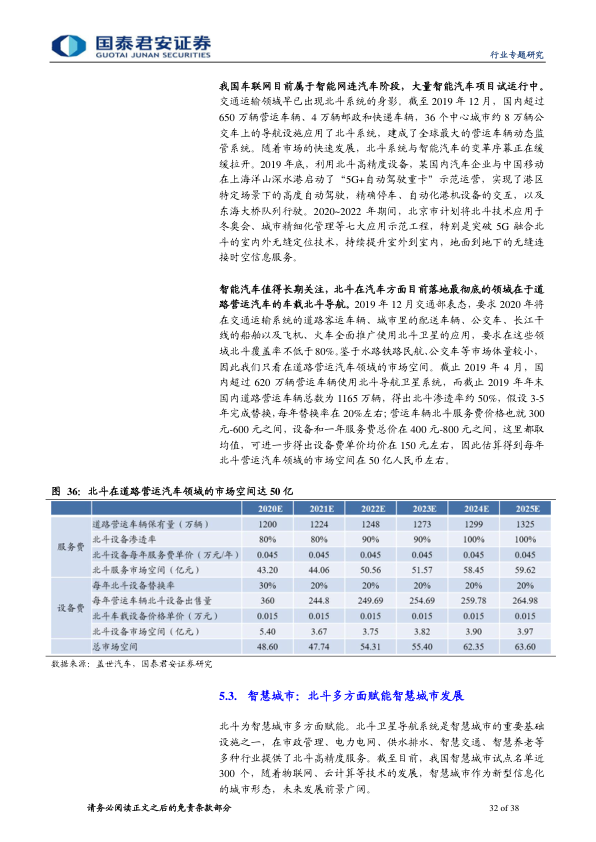 国泰君安证券
GUOTAI JUNAN SECURITIES
行业专题研究
我国车联网目前属于智能网连汽车阶段，大量智能汽车项目试运行中。
交通运输领域早已出现北斗系统的身影。截至 2019 年 12 月，国内超过
650 万辆营运车辆、4 万辆邮政和快递车辆，36 个中心城市约 8 万辆公
交车上的导航设施应用了北斗系统，建成了全球最大的营运车辆动态监
管系统。随着市场的快速发展，北斗系统与智能汽车的变革序幕正在缓
缓拉开。2019 年底，利用北斗高精度设备，某国内汽车企业与中国移动
在上海洋山深水港启动了“5G+自动驾驶重卡”示范运营，实现了港区
特定场景下的高度自动驾驶，精确停车、自动化港机设备的交互，以及
东海大桥队列行驶。2020~2022 年期间，北京市计划将北斗技术应用于
冬奥会、城市精细化管理等七大应用示范工程，特别是突破 5G 融合北
斗的室内外无缝定位技术，持续提升室外到室内，地面到地下的无缝连
接时空信息服务。
智能汽车值得长期关注，北斗在汽车方面目前落地最彻底的领域在于道
路营运汽车的车载北斗导航。2019 年 12 月交通部表态，要求 2020 年将
在交通运输系统的道路客运车辆、城市里的配送车辆、公交车、长江干
线的船舶以及飞机、火车全面推广使用北斗卫星的应用，要求在这些领
域北斗覆盖率不低于 80%。鉴于水路铁路民航、公交车等市场体量较小，
因此我们只看在道路营运汽车领域的市场空间。截止 2019 年 4 月，国
内超过 620 万辆营运车辆使用北斗导航卫星系统，而截止 2019 年年末
国内道路营运车辆总数为 1165 万辆，得出北斗渗透率约 50%，假设 3-5
年完成替换，每年替换率在 20%左右；营运车辆北斗服务费价格也就 300
元-600 元之间，设备和一年服务费总价在 400 元-800 元之间，这里都取
均值，可进一步得出设备费单价均价在 150 元左右，因此估算得到每年
北斗营运汽车领域的市场空间在 50 亿人民币左右。
图 36：北斗在道路营运汽车领域的市场空间达 50 亿
2020E 2021E 2022E 2023E 2024E 2025E
服务费 道路营运车辆保有量（万辆） 1200 1224 1248 1273 1299 1325
北斗设备渗透率 80% 80% 90% 90% 100% 100%
北斗设备每年服务费单价（万元/年） 0.045 0.045 0.045 0.045 0.045 0.045
北斗服务市场空间（亿元） 43.20 44.06 50.56 51.57 58.45 59.62
设备费 每年北斗设备替换率 30% 20% 20% 20% 20% 20%
每年营运车辆北斗设备出售量 360 244.8 249.69 254.69 259.78 264.98
北斗车载设备价格单价（万元） 0.015 0.015 0.015 0.015 0.015 0.015
北斗设备市场空间（亿元） 5.40 3.67 3.75 3.82 3.90 3.97
总市场空间 48.60 47.74 54.31 55.40 62.35 63.60
数据来源：盖世汽车，国泰君安证券研究
5.3. 智慧城市：北斗多方面赋能智慧城市发展
北斗为智慧城市多方面赋能。北斗卫星导航系统是智慧城市的重要基础
设施之一，在市政管理、电力电网、供水排水、智慧交通、智慧养老等
多种行业提供了北斗高精度服务。截至目前，我国智慧城市试点名单近
300 个，随着物联网、云计算等技术的发展，智慧城市作为新型信息化
的城市形态，未来发展前景广阔。
请务必阅读正文之后的免责条款部分
32 of 38